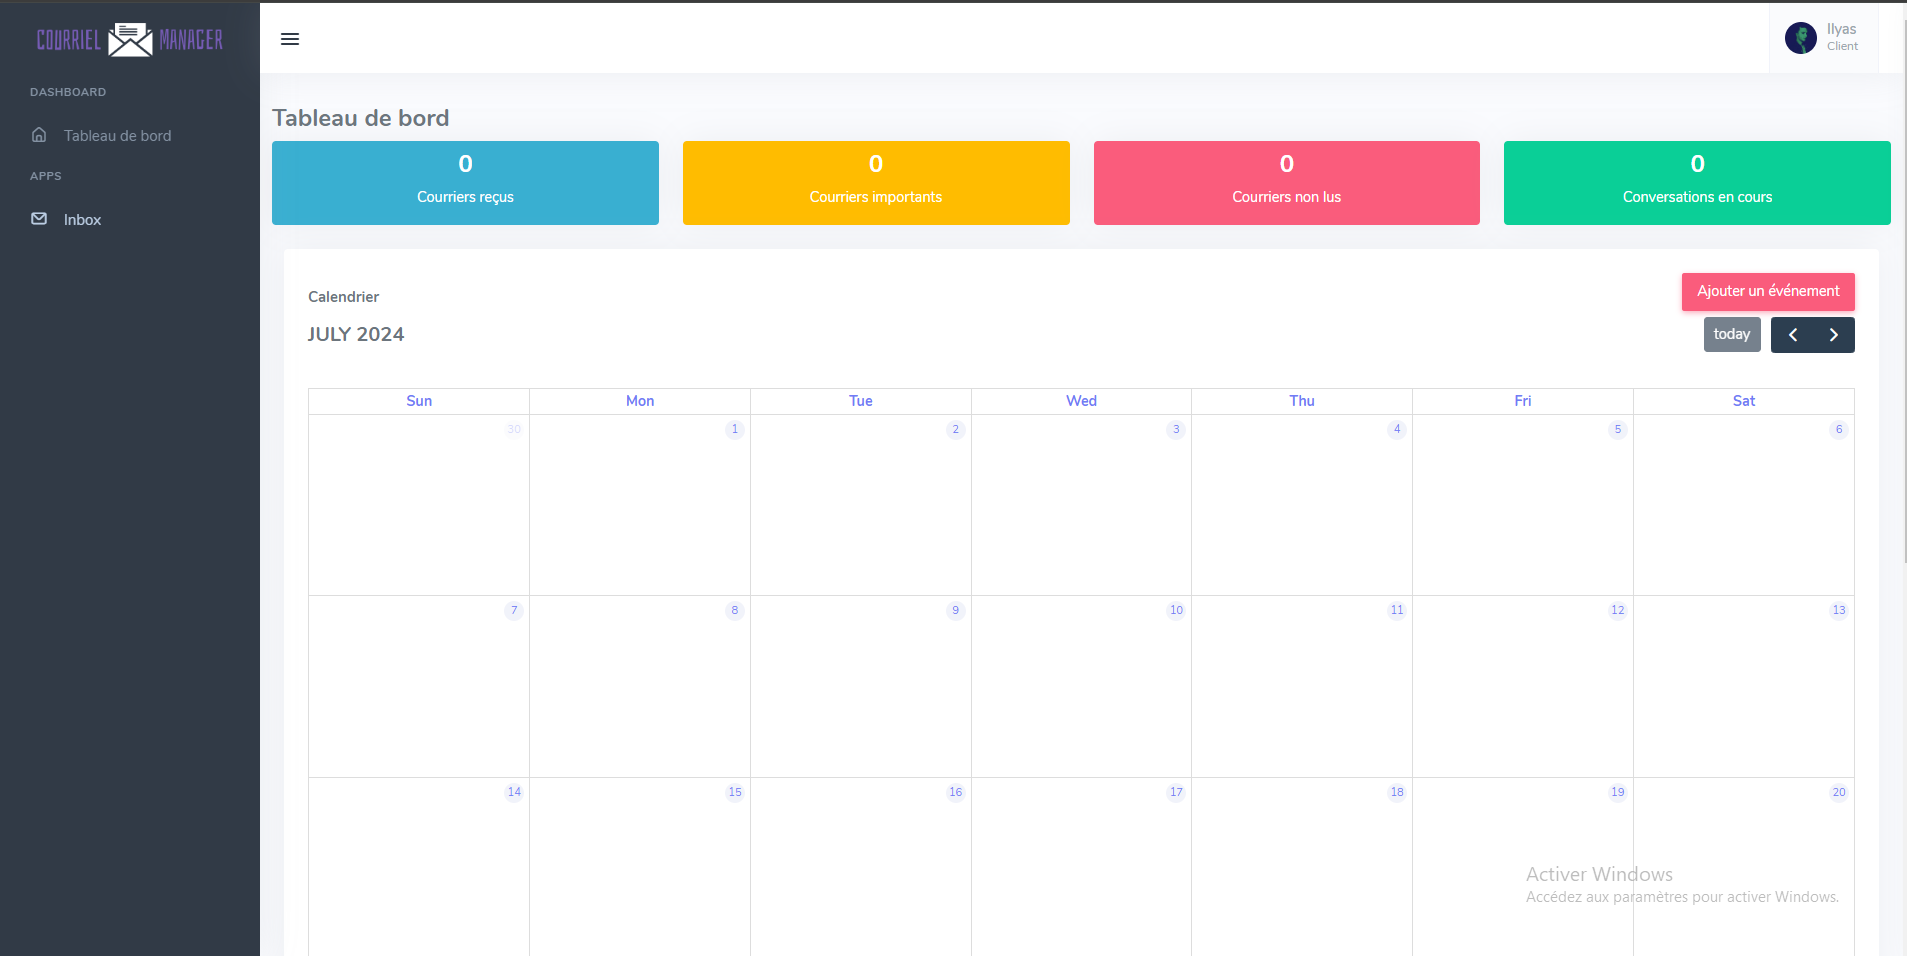 COURRIEL MANAGER
DASHBOARD
Tableau de bord
APPS
Inbox
Ilyas
Client
Tableau de bord
0
Courriers reçus
0
Courriers importants
0
Courriers non lus
0
Conversations en cours
Calendrier
Ajouter un événement
JULY 2024
today
Sun Mon Tue Wed Thu Fri Sat
30 1 2 3 4 5 6
7 8 9 10 11 12 13
14 15 16 17 18 19 20
Activer Windows
Accédez aux paramètres pour activer Windows.